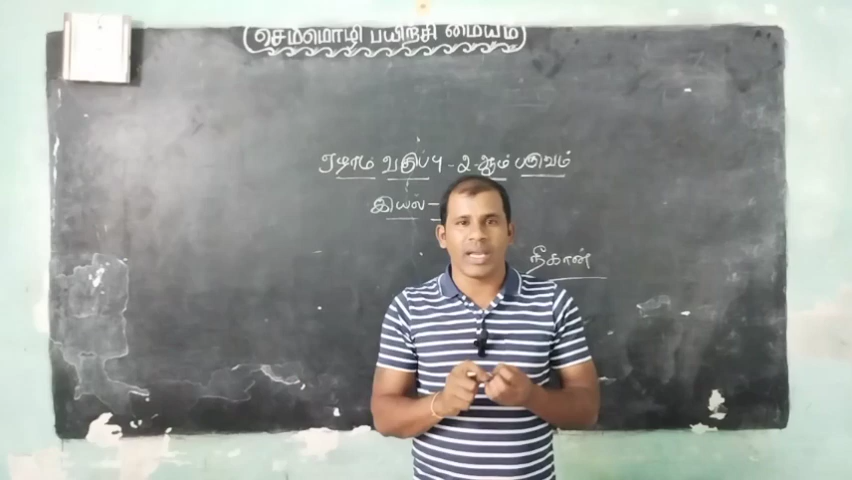 செம்மொழி பயிற்சி மையம்
ஏழாம் வகுப்பு - 2 - ஆம் பருவம்
இயல் -